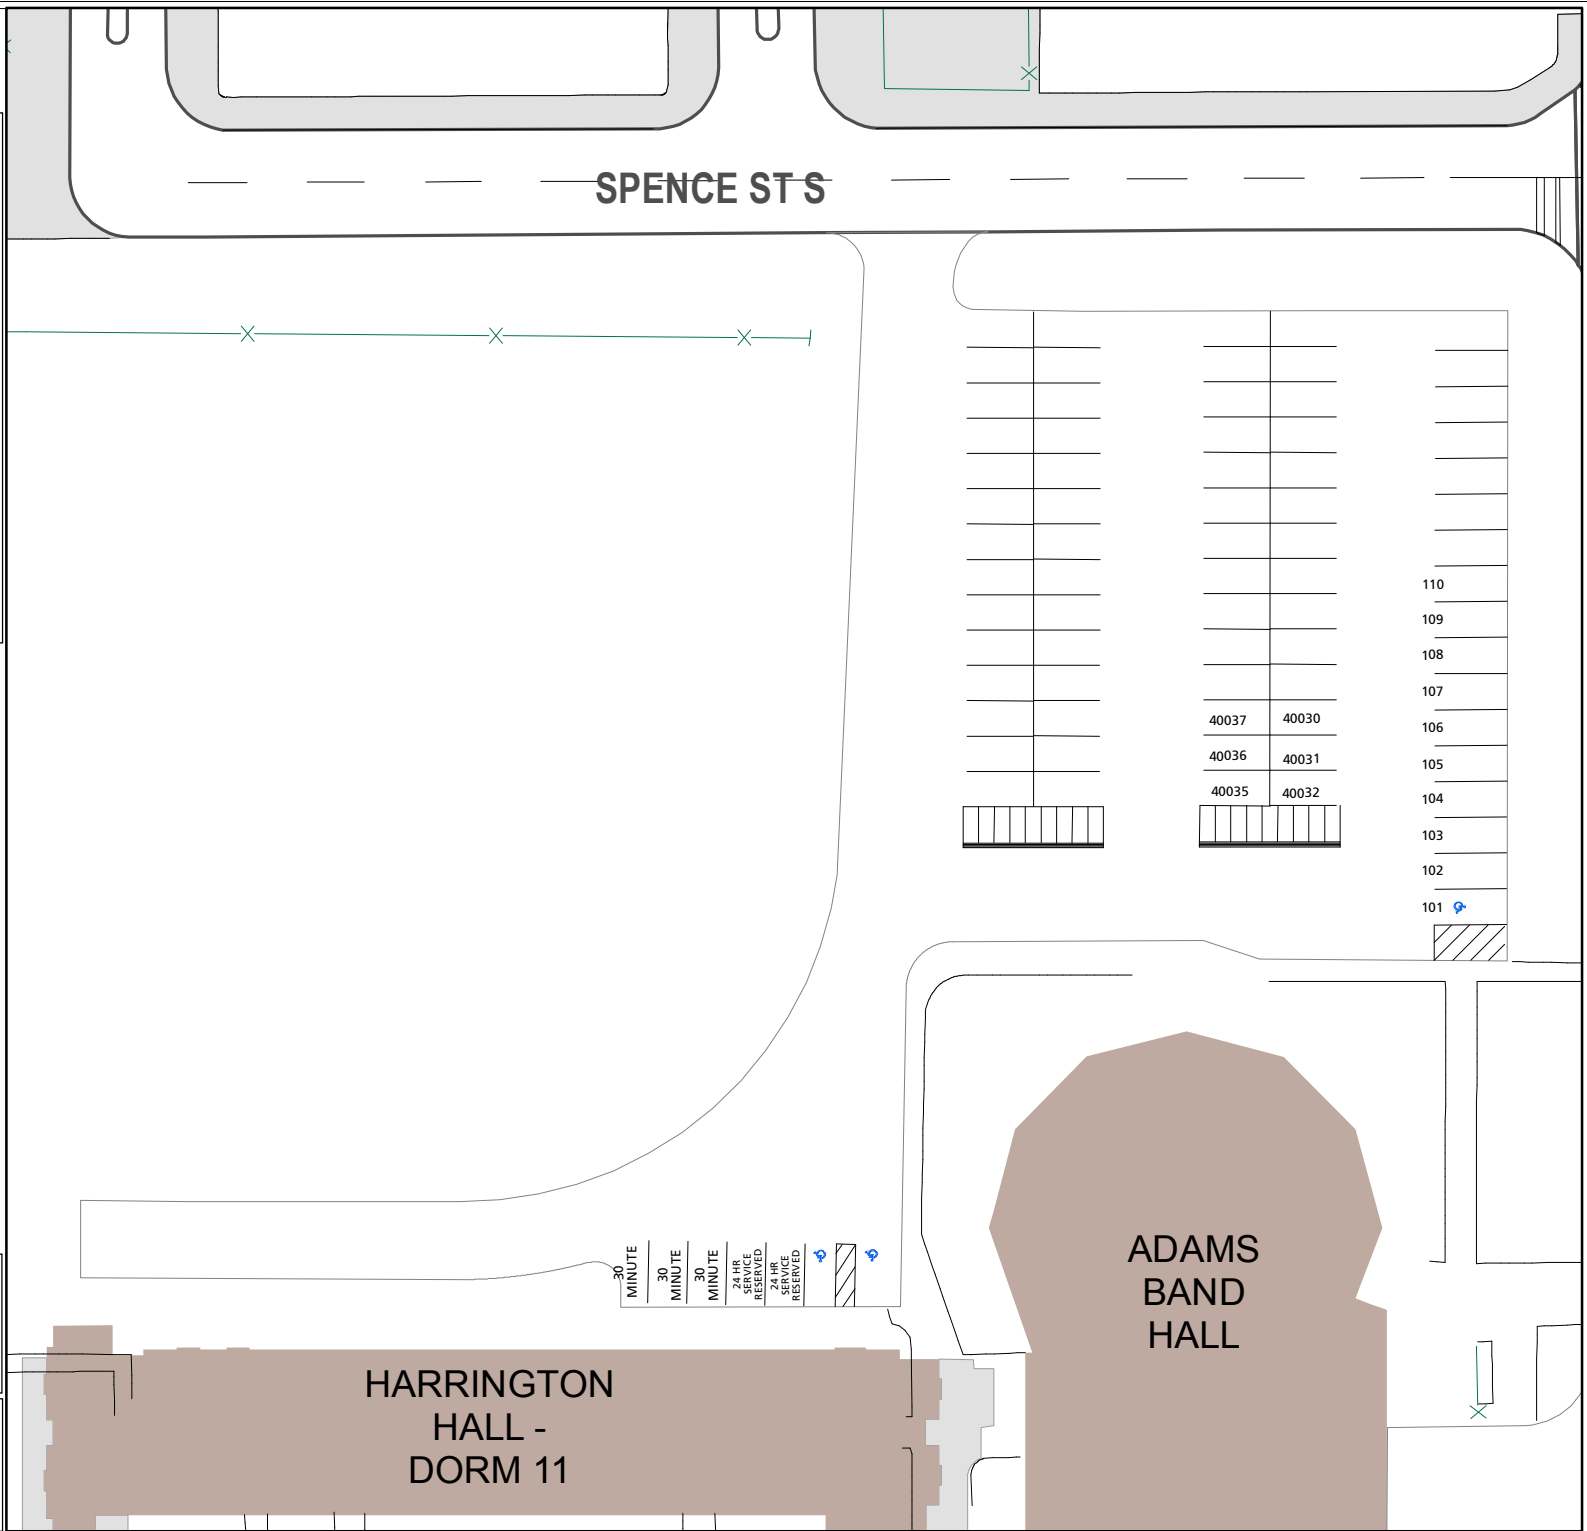 SPENCE ST S
110
109
108
107
40037 40030
106
40036 40031
105
40035 40032
104
103
102
101
30
MINUTE
30
MINUTE
30
MINUTE
24 HR
SERVICE
RESERVED
24 HR
SERVICE
RESERVED
ADAMS
BAND
HALL
HARRINGTON
HALL -
DORM 11